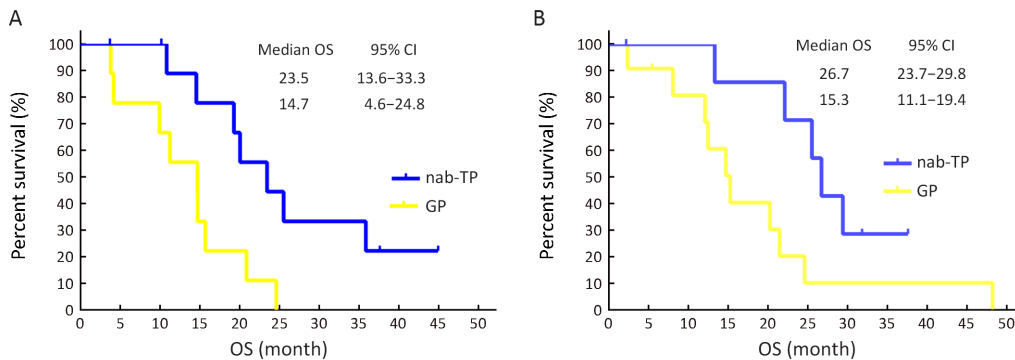 A
Percent survival (%)
100
90
80
70
60
50
40
30
20
10
0
Median OS 95% CI
23.5 13.6–33.3
14.7 4.6–24.8
nab-TP
GP
0 5 10 15 20 25 30 35 40 45 50
OS (month)
B
Percent survival (%)
100
90
80
70
60
50
40
30
20
10
0
Median OS 95% CI
26.7 23.7–29.8
15.3 11.1–19.4
nab-TP
GP
0 5 10 15 20 25 30 35 40 45 50
OS (month)